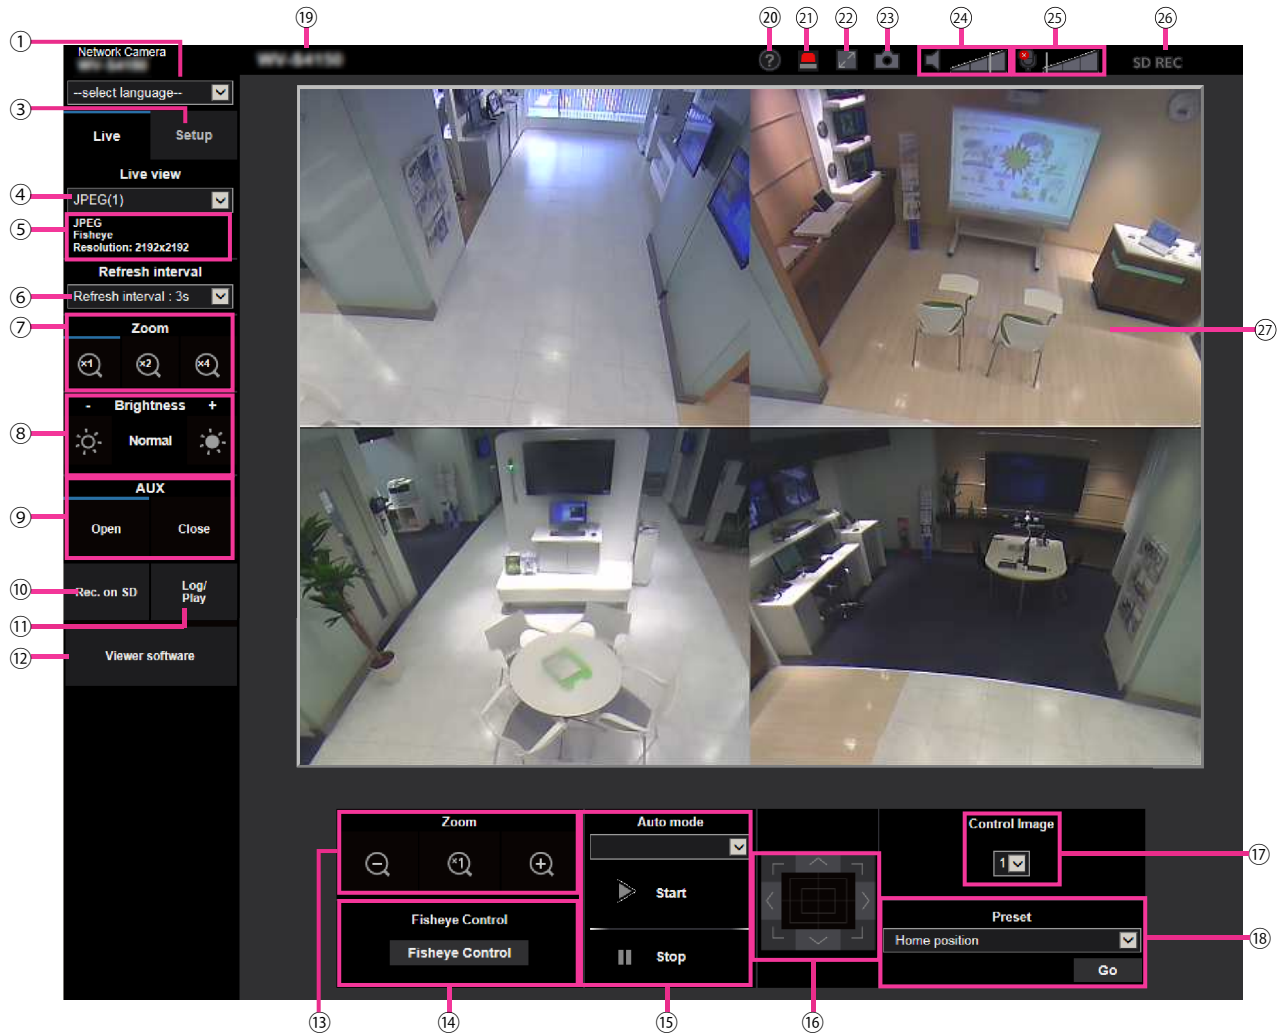 ⑲
⑳
㉑
㉒
㉓
㉔
㉕
㉖
①
Network Camera
SD REC
--select language--
③
Live
Setup
Live view
④
JPEG(1)
⑤
JPEG
Fisheye
Resolution: 2192x2192
Refresh interval
⑥
Refresh interval : 3s
⑦
Zoom
x1
x2
x4
㉗
- Brightness +
⑧
Normal
AUX
⑨
Open
Close
⑩
Rec. on SD
Log/
Play
⑪
⑫
Viewer software
Zoom
x1
Auto mode
Start
Stop
Control Image
1
⑰
Fisheye Control
Fisheye Control
Preset
Home position
⑱
Go
⑬
⑭
⑮
⑯